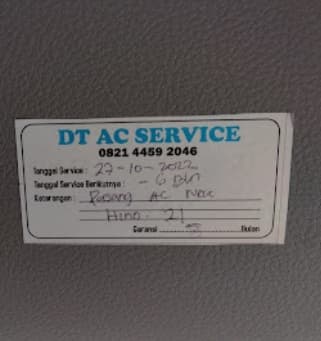 DT AC SERVICE
0821 4459 2046
Tanggal Service : 27-10-2022
Tanggal Service Berikutnya : - 6 Bln
Keterangan : Pasang AC
Hino. 21
Garansi Bulan